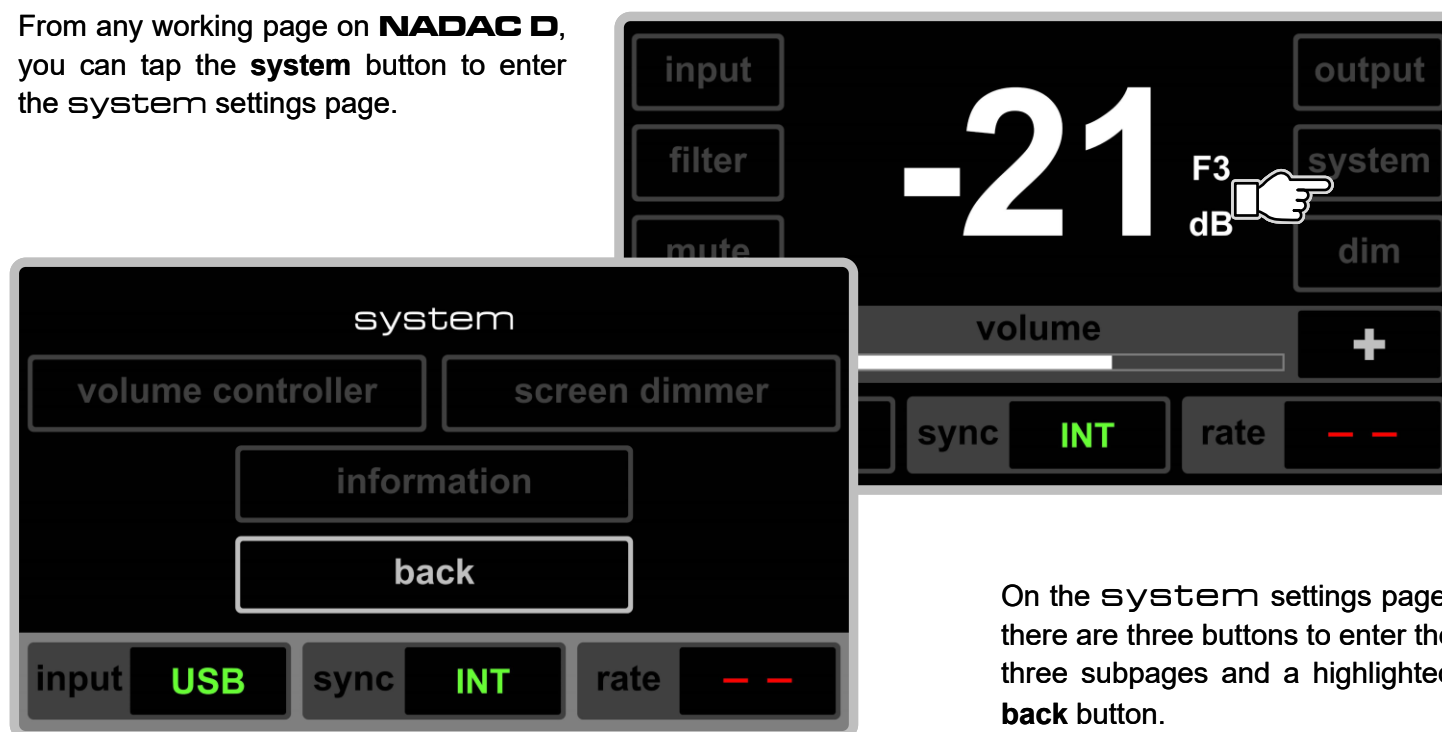 From any working page on NADAC D,
you can tap the system button to enter
the system settings page.
input
output
-21
filter
F3
system
dB
mute
dim
volume
+
sync INT rate – –
system
volume controller screen dimmer
information
back
input USB sync INT rate – –
On the system settings page
there are three buttons to enter the
three subpages and a highlighted
back button.